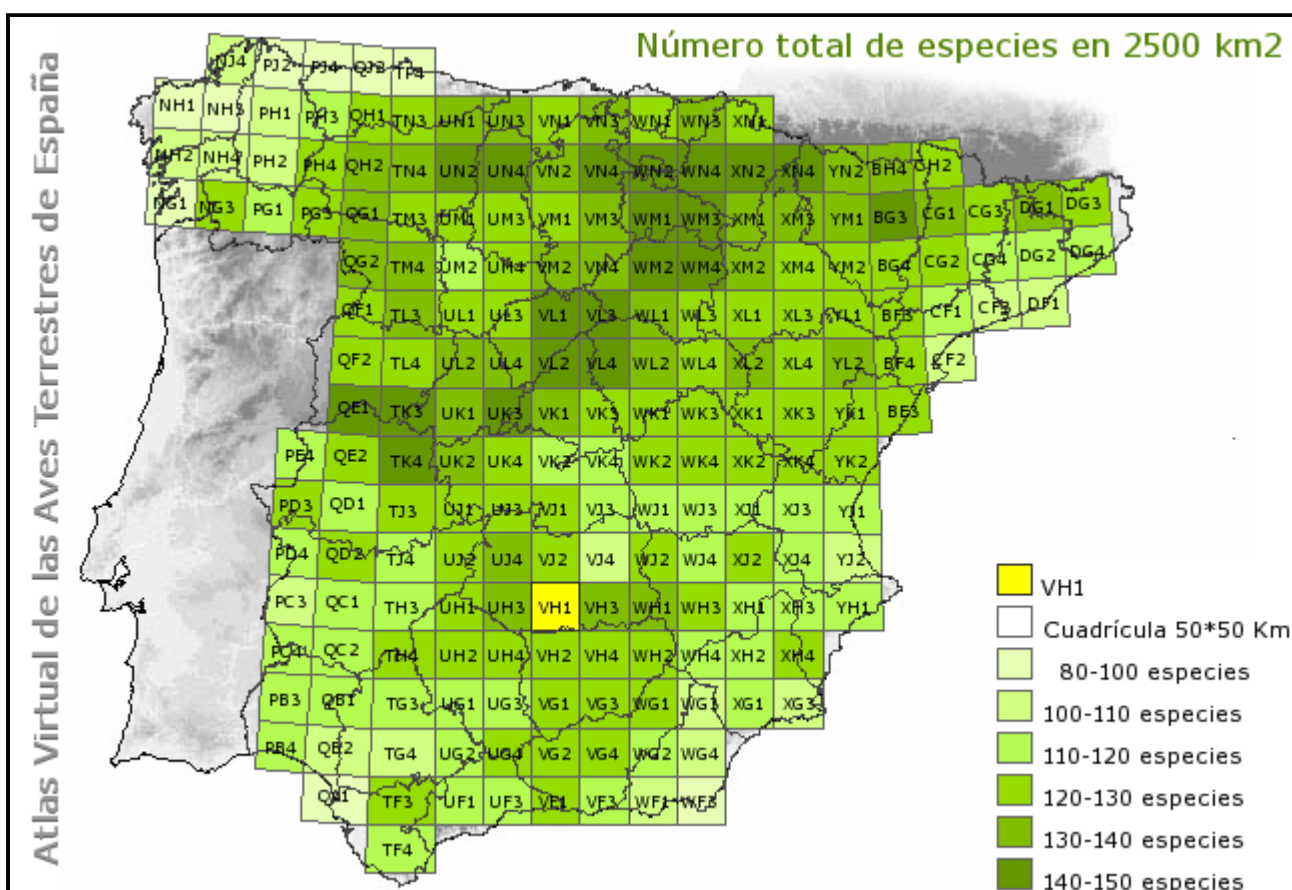 Número total de especies en 2500 km2
Atlas Virtual de las Aves Terrestres de España
NJ4 PJ2 PJ4 QJ2 TP4
NH1 NH3 PH1 PH3 QH1 TN3 UN1 UN3 VN1 VN3 WN1 WN3 XN1
NH2 NH4 PH2 PH4 QH2 TN4 UN2 UN4 VN2 VN4 WN2 WN4 XN2 XN4 YN2 BH4 CH2
NG1 NG3 PG1 PG3 QG1 TM3 UM1 UM3 VM1 VM3 WM1 WM3 XM1 XM3 YM1 BG3 CG1 CG3 DG1 DG3
QG2 TM4 UM2 UM4 VM2 VM4 WM2 WM4 XM2 XM4 YM2 BG4 CG2 CG4 DG2 DG4
QF1 TL3 UL1 UL3 VL1 VL3 WL1 WL3 XL1 XL3 YL1 BF3 CF1 CF3 DF1
QF2 TL4 UL2 UL4 VL2 VL4 WL2 WL4 XL2 XL4 YL2 BF4 CF2
QE1 TK3 UK1 UK3 VK1 VK3 WK1 WK3 XK1 XK3 YK1 BE3
PE4 QE2 TK4 UK2 UK4 VK2 VK4 WK2 WK4 XK2 XK4 YK2
PD3 QD1 TJ3 UJ1 UJ3 VJ1 VJ3 WJ1 WJ3 XJ1 XJ3 YJ1
PD4 QD2 TJ4 UJ2 UJ4 VJ2 VJ4 WJ2 WJ4 XJ2 XJ4 YJ2
PC3 QC1 TH3 UH1 UH3 VH1 VH3 WH1 WH3 XH1 XH3 YH1
PC4 QC2 TH4 UH2 UH4 VH2 VH4 WH2 WH4 XH2 XH4
PB3 QB1 TG3 UG1 UG3 VG1 VG3 WG1 WG3 XG1 XG3
PB4 QB2 TG4 UG2 UG4 VG2 VG4 WG2 WG4
QA1 TF3 UF1 UF3 VF1 VF3 WF1 WF3
TF4
VH1
Cuadrícula 50*50 Km
80-100 especies
100-110 especies
110-120 especies
120-130 especies
130-140 especies
140-150 especies